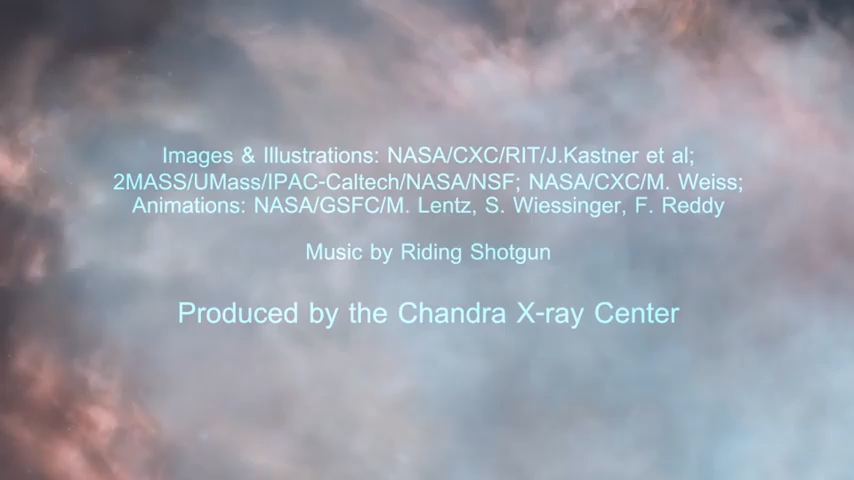 Images & Illustrations: NASA/CXC/RIT/J.Kastner et al;
2MASS/UMass/IPAC-Caltech/NASA/NSF; NASA/CXC/M. Weiss;
Animations: NASA/GSFC/M. Lentz, S. Wiessinger, F. Reddy
Music by Riding Shotgun
Produced by the Chandra X-ray Center